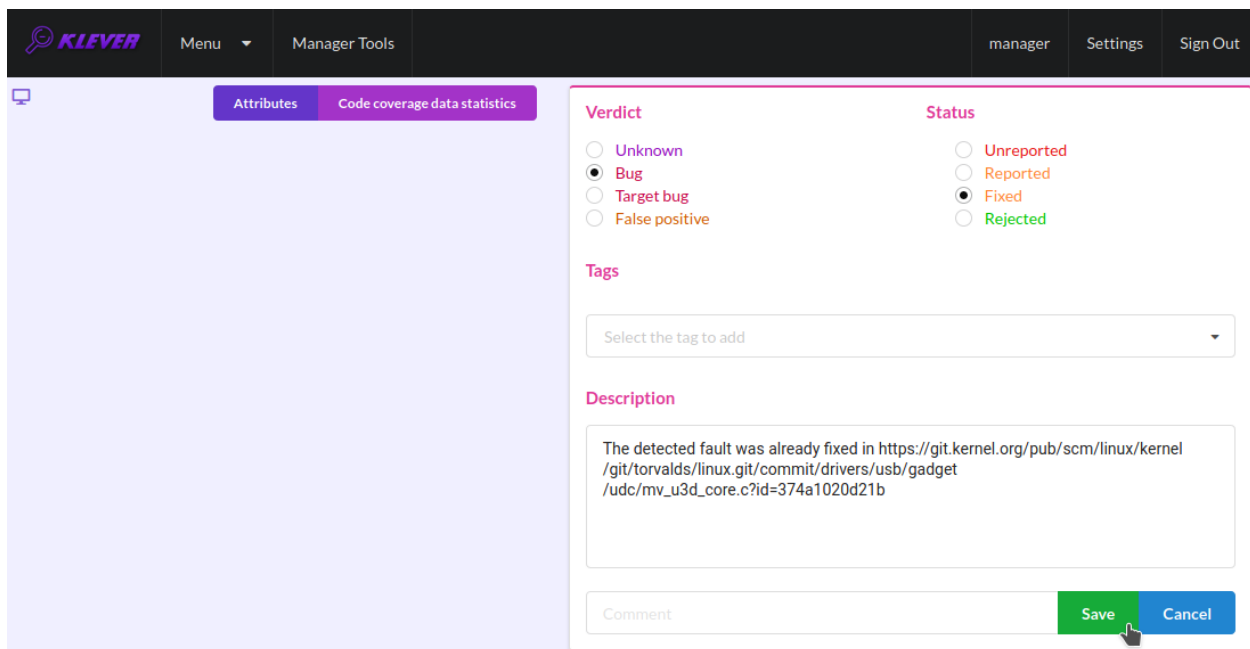 KLEVER Menu Manager Tools manager Settings Sign Out
Attributes Code coverage data statistics
Verdict Status
Unknown Unreported
Bug Reported
Target bug Fixed
False positive Rejected
Tags
Select the tag to add
Description
The detected fault was already fixed in https://git.kernel.org/pub/scm/linux/kernel
/git/torvalds/linux.git/commit/drivers/usb/gadget
/udc/mv_u3d_core.c?id=374a1020d21b
Comment Save Cancel